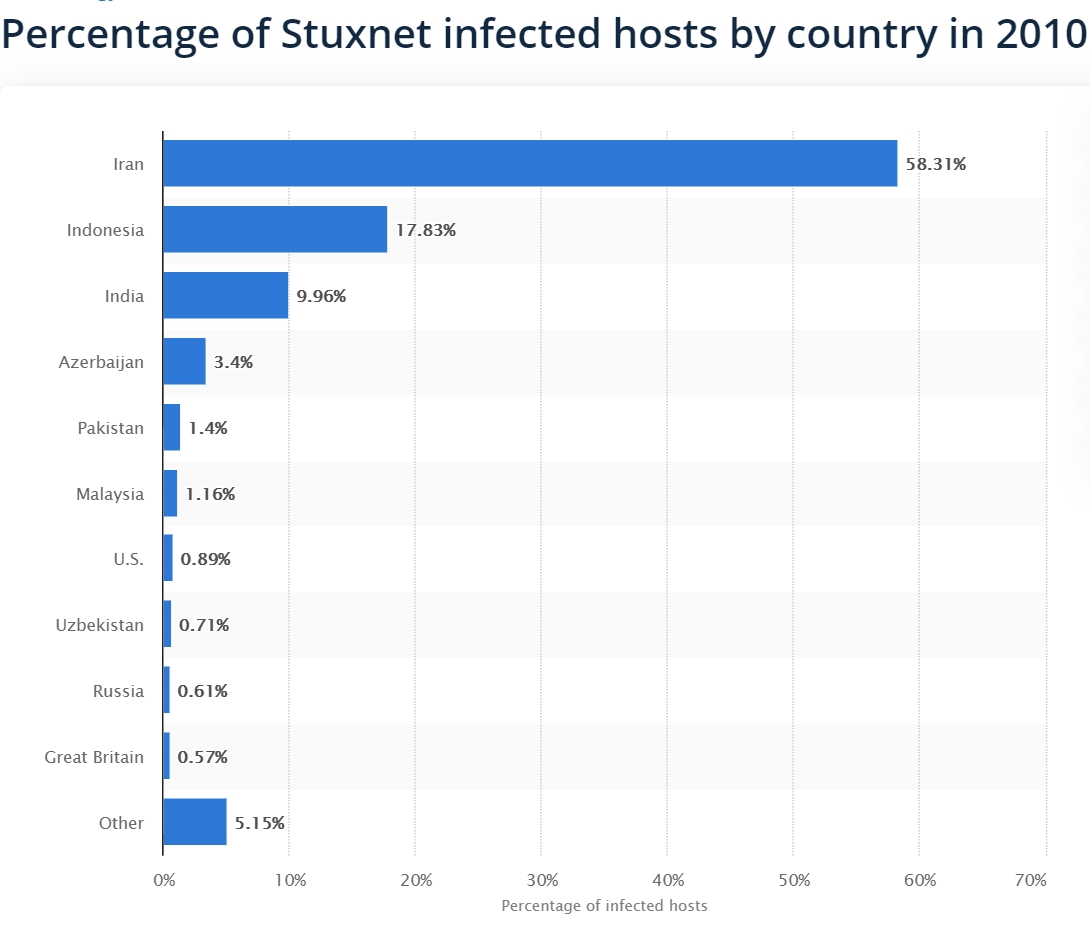 Percentage of Stuxnet infected hosts by country in 2010
Iran 58.31%
Indonesia 17.83%
India 9.96%
Azerbaijan 3.4%
Pakistan 1.4%
Malaysia 1.16%
U.S. 0.89%
Uzbekistan 0.71%
Russia 0.61%
Great Britain 0.57%
Other 5.15%
0% 10% 20% 30% 40% 50% 60% 70%
Percentage of infected hosts